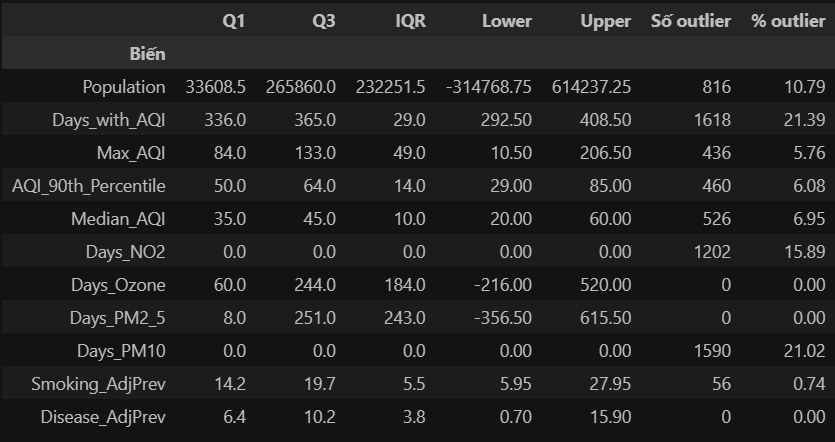 Q1 Q3 IQR Lower Upper Số outlier % outlier
Biến
Population 33608.5 265860.0 232251.5 -314768.75 614237.25 816 10.79
Days_with_AQI 336.0 365.0 29.0 292.50 408.50 1618 21.39
Max_AQI 84.0 133.0 49.0 10.50 206.50 436 5.76
AQI_90th_Percentile 50.0 64.0 14.0 29.00 85.00 460 6.08
Median_AQI 35.0 45.0 10.0 20.00 60.00 526 6.95
Days_NO2 0.0 0.0 0.0 0.00 0.00 1202 15.89
Days_Ozone 60.0 244.0 184.0 -216.00 520.00 0 0.00
Days_PM2_5 8.0 251.0 243.0 -356.50 615.50 0 0.00
Days_PM10 0.0 0.0 0.0 0.00 0.00 1590 21.02
Smoking_AdjPrev 14.2 19.7 5.5 5.95 27.95 56 0.74
Disease_AdjPrev 6.4 10.2 3.8 0.70 15.90 0 0.00